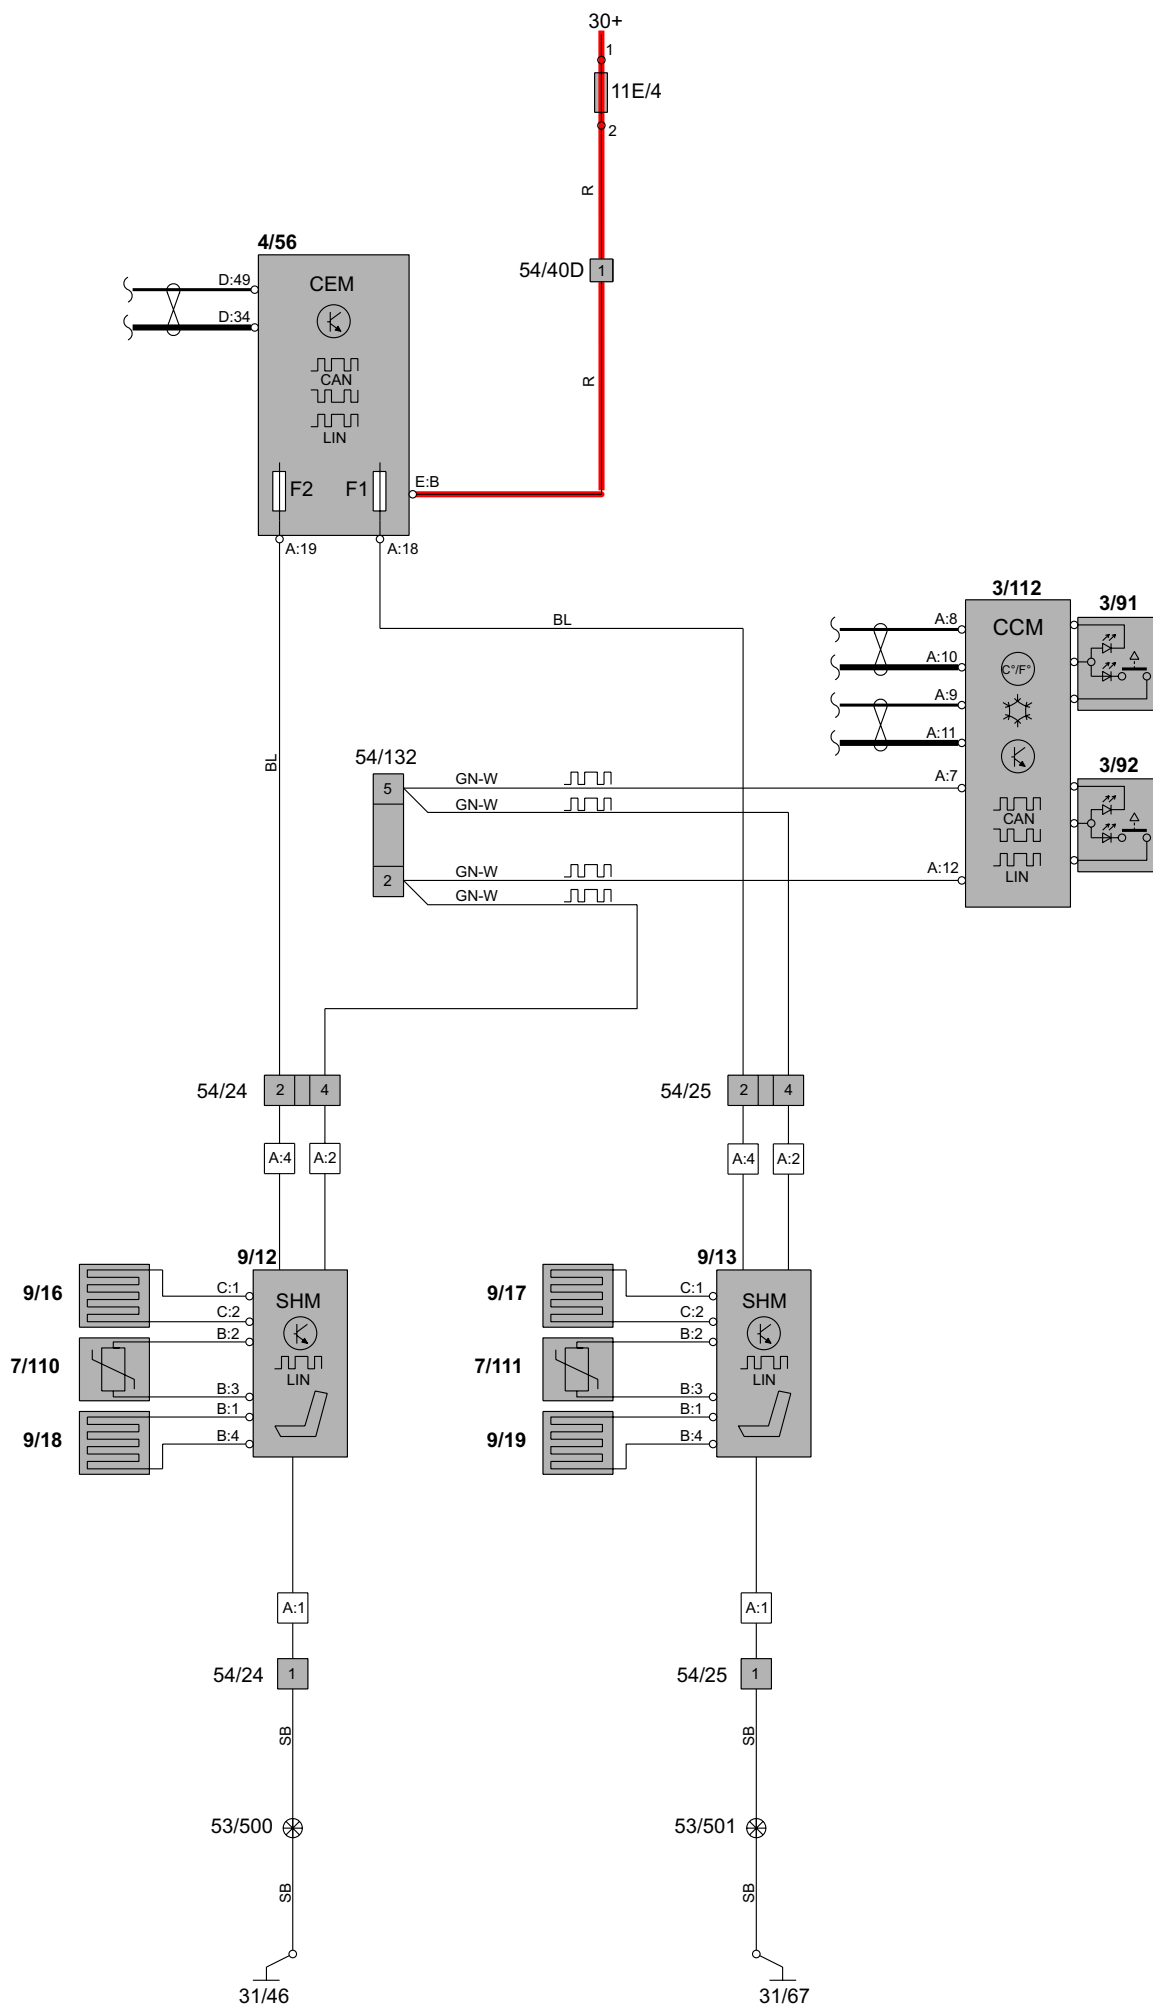 30+
1
11E/4
2
R
4/56
D:49
CEM
54/40D
1
D:34
CAN
R
LIN
F2
F1
E:B
A:19
A:18
3/112
3/91
BL
A:8
CCM
A:10
C°/F°
A:9
A:11
BL
54/132
3/92
5
GN-W
A:7
GN-W
CAN
2
GN-W
A:12
LIN
GN-W
54/24
2
4
54/25
2
4
A:4
A:2
A:4
A:2
9/12
9/13
9/16
C:1
SHM
9/17
C:1
SHM
C:2
C:2
B:2
B:2
7/110
LIN
7/111
LIN
B:3
B:3
B:1
B:1
9/18
B:4
9/19
B:4
A:1
A:1
54/24
1
54/25
1
SB
SB
53/500
53/501
SB
SB
31/46
31/67